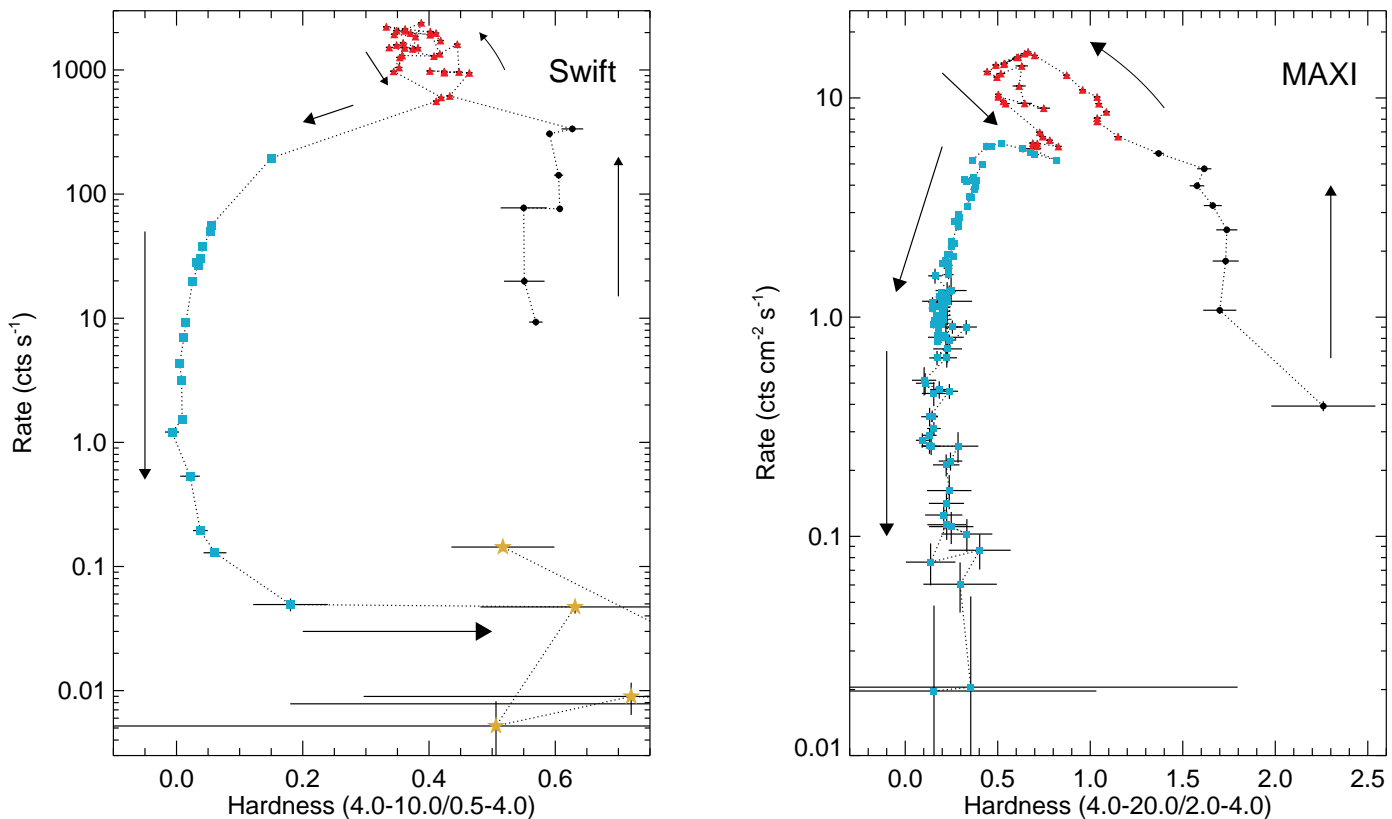 Swift
1000
100
10
1.0
0.1
0.01
Rate (cts s⁻¹)
0.0 0.2 0.4 0.6
Hardness (4.0-10.0/0.5-4.0)
MAXI
10.0
1.0
0.1
0.01
Rate (cts cm⁻² s⁻¹)
0.0 0.5 1.0 1.5 2.0 2.5
Hardness (4.0-20.0/2.0-4.0)